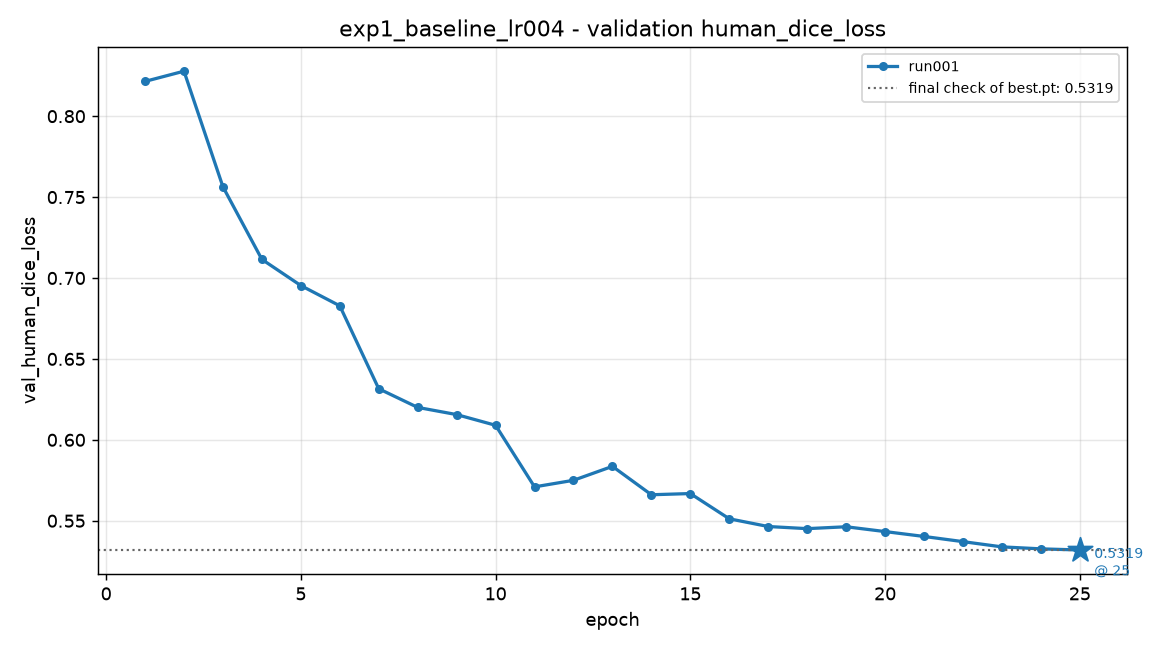 exp1_baseline_lr004 - validation human_dice_loss
run001
final check of best.pt: 0.5319
val_human_dice_loss
0.80
0.75
0.70
0.65
0.60
0.55
0.5319
@ 25
0
5
10
15
20
25
epoch